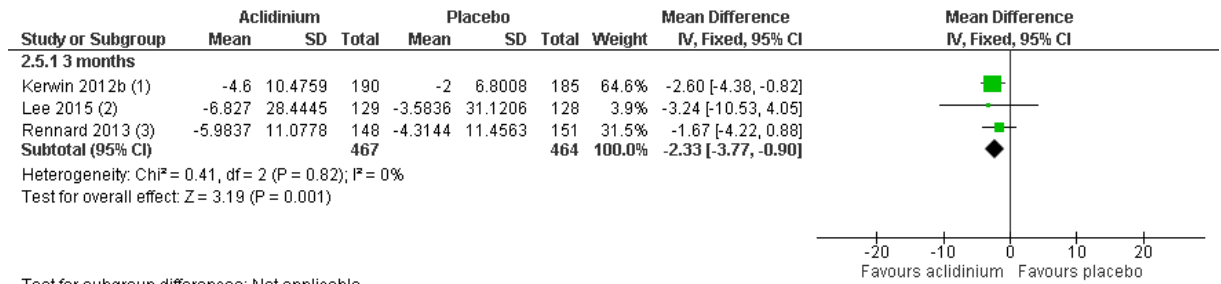 Aclidinium Placebo Mean Difference Mean Difference
Study or Subgroup Mean SD Total Mean SD Total Weight IV, Fixed, 95% CI IV, Fixed, 95% CI
2.5.1 3 months
Kerwin 2012b (1) -4.6 10.4759 190 -2 6.8008 185 64.6% -2.60 [-4.38, -0.82]
Lee 2015 (2) -6.827 28.4445 129 -3.5836 31.1206 128 3.9% -3.24 [-10.53, 4.05]
Rennard 2013 (3) -5.9837 11.0778 148 -4.3144 11.4563 151 31.5% -1.67 [-4.22, 0.88]
Subtotal (95% CI) 467 464 100.0% -2.33 [-3.77, -0.90]
Heterogeneity: Chi² = 0.41, df = 2 (P = 0.82); I² = 0%
Test for overall effect: Z = 3.19 (P = 0.001)
-20 -10 0 10 20
Favours aclidinium Favours placebo
Test for subgroup differences: Not applicable